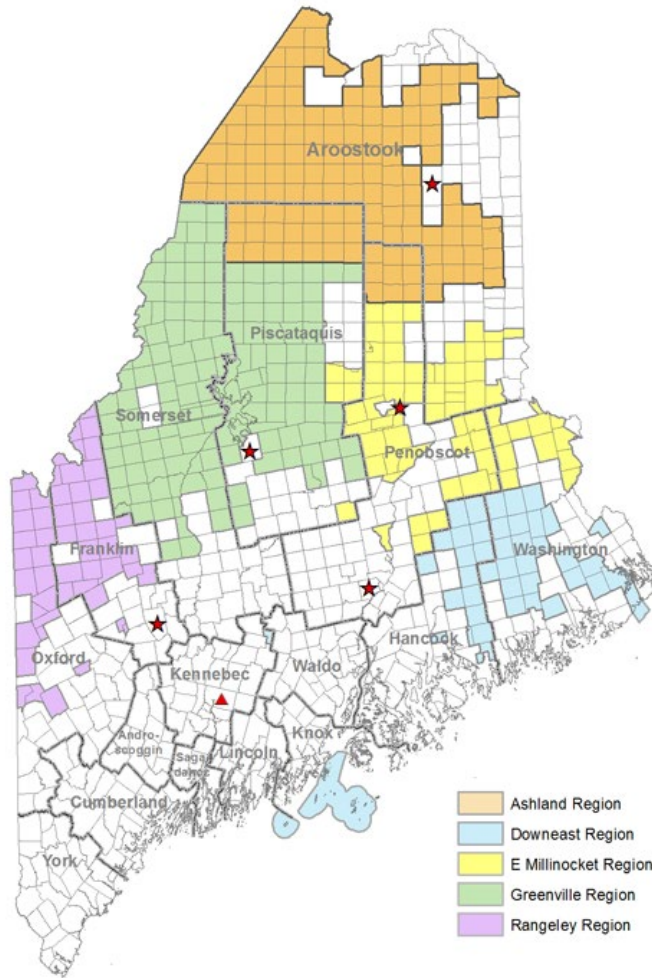 Aroostook
Piscataquis
Somerset
Penobscot
Franklin
Washington
Oxford
Hancock
Kennebec
Waldo
Andro-
scoggin
Saga
dahoc
Lincoln
Knox
Cumberland
York
Ashland Region
Downeast Region
E Millinocket Region
Greenville Region
Rangeley Region